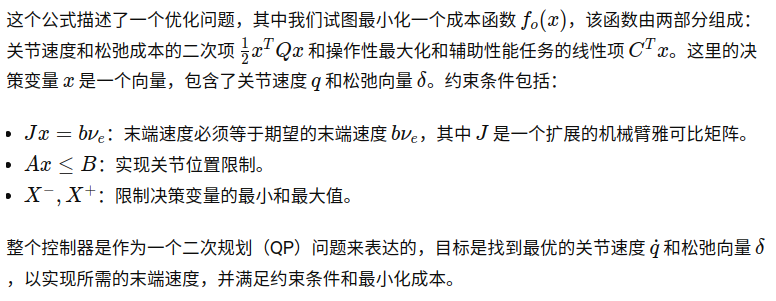 这个公式描述了一个优化问题，其中我们试图最小化一个成本函数 $f_o(x)$，该函数由两部分组成：
关节速度和松弛成本的二次项 $\frac{1}{2}x^TQx$ 和操作性最大化和辅助性能任务的线性项 $C^Tx$。这里的决
策变量 $x$ 是一个向量，包含了关节速度 $q$ 和松弛向量 $\delta$。约束条件包括：
• $Jx = b\nu_e$：末端速度必须等于期望的末端速度 $b\nu_e$，其中 $J$ 是一个扩展的机械臂雅可比矩阵。
• $Ax \leq B$：实现关节位置限制。
• $X^-, X^+$：限制决策变量的最小和最大值。
整个控制器是作为一个二次规划（QP）问题来表达的，目标是找到最优的关节速度 $\dot{q}$ 和松弛向量 $\delta$
，以实现所需的末端速度，并满足约束条件和最小化成本。